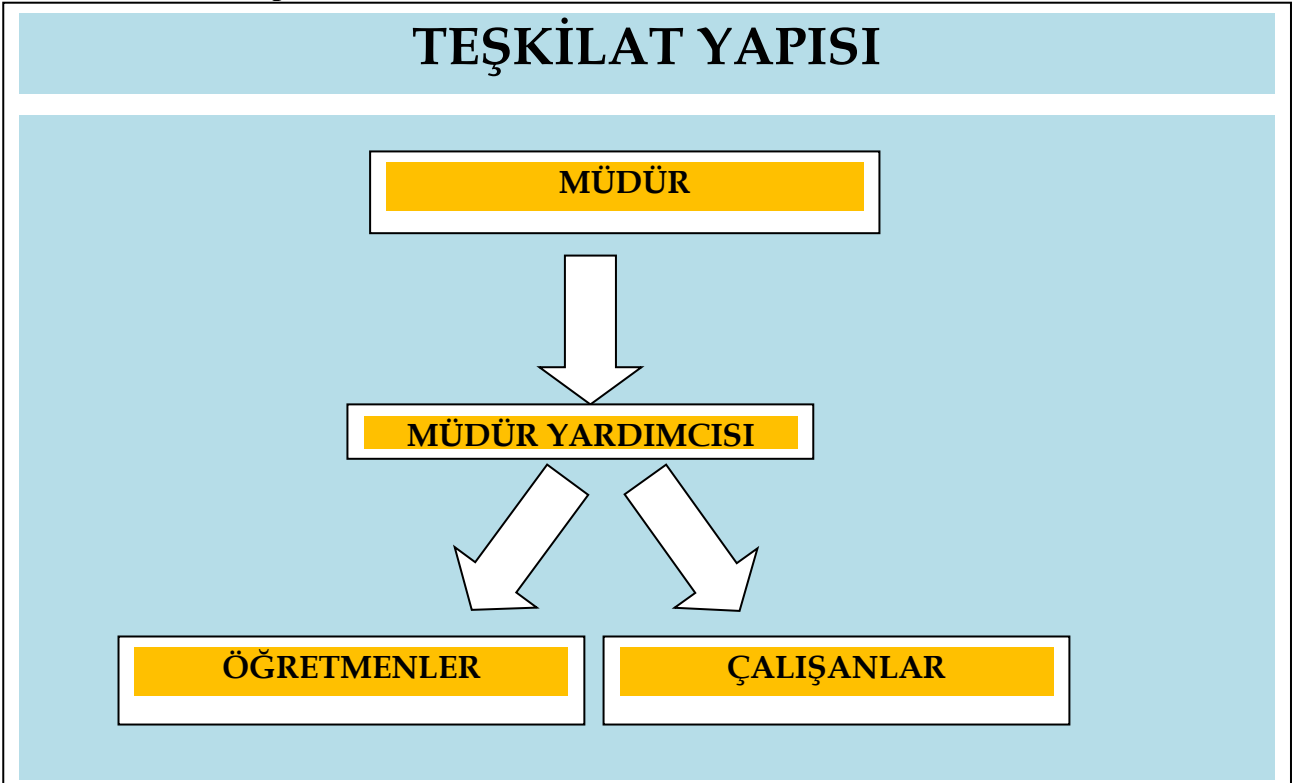 TEŞKİLAT YAPISI
MÜDÜR
MÜDÜR YARDIMCISI
ÖĞRETMENLER
ÇALIŞANLAR